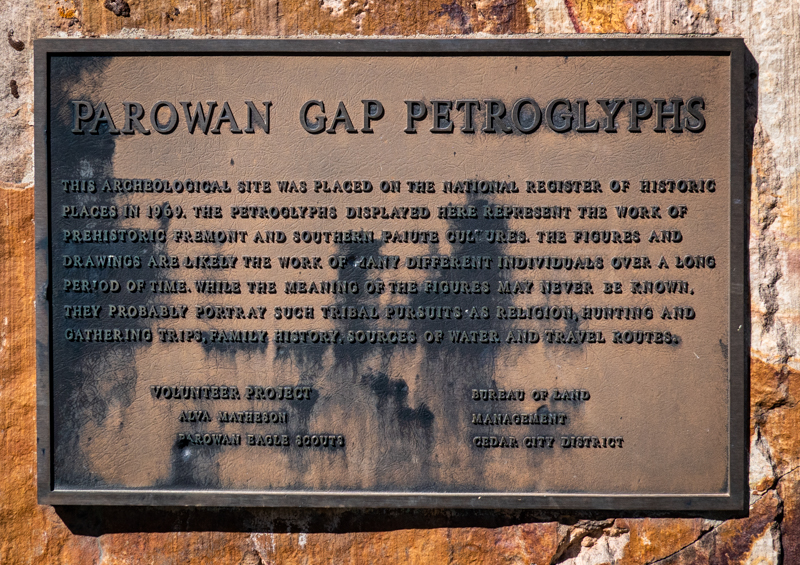 PAROWAN GAP PETROGLYPHS
THIS ARCHEOLOGICAL SITE WAS PLACED ON THE NATIONAL REGISTER OF HISTORIC
PLACES IN 1969. THE PETROGLYPHS DISPLAYED HERE REPRESENT THE WORK OF
PREHISTORIC FREMONT AND SOUTHERN PAIUTE CULTURES. THE FIGURES AND
DRAWINGS ARE LIKELY THE WORK OF MANY DIFFERENT INDIVIDUALS OVER A LONG
PERIOD OF TIME. WHILE THE MEANING OF THE FIGURES MAY NEVER BE KNOWN,
THEY PROBABLY PORTRAY SUCH TRIBAL PURSUITS AS RELIGION, HUNTING AND
GATHERING TRIPS, FAMILY HISTORY, SOURCES OF WATER AND TRAVEL ROUTES.
VOLUNTEER PROJECT
ALVA MATHESON
PAROWAN EAGLE SCOUTS
BUREAU OF LAND
MANAGEMENT
CEDAR CITY DISTRICT